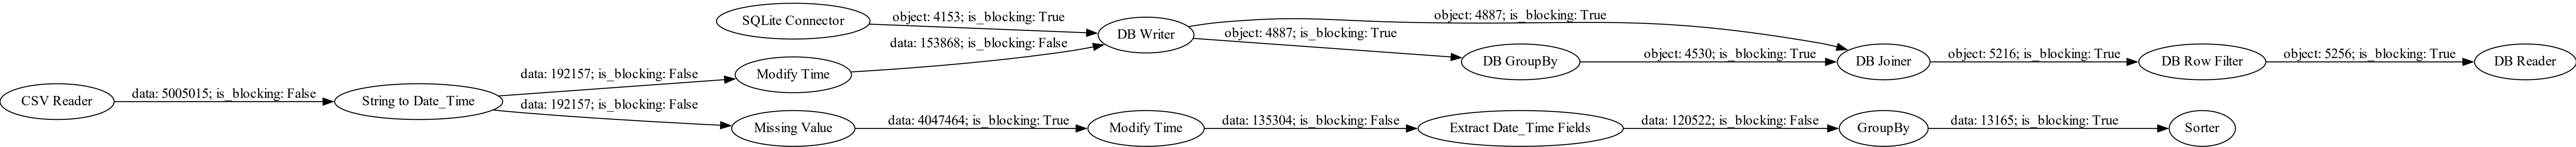 SQLite Connector
object: 4153; is_blocking: True
DB Writer
object: 4887; is_blocking: True
data: 153868; is_blocking: False
object: 4887; is_blocking: True
DB GroupBy
object: 4530; is_blocking: True
DB Joiner
object: 5216; is_blocking: True
DB Row Filter
object: 5256; is_blocking: True
DB Reader
CSV Reader
data: 5005015; is_blocking: False
String to Date_Time
data: 192157; is_blocking: False
Modify Time
data: 192157; is_blocking: False
Missing Value
data: 4047464; is_blocking: True
Modify Time
data: 135304; is_blocking: False
Extract Date_Time Fields
data: 120522; is_blocking: False
GroupBy
data: 13165; is_blocking: True
Sorter